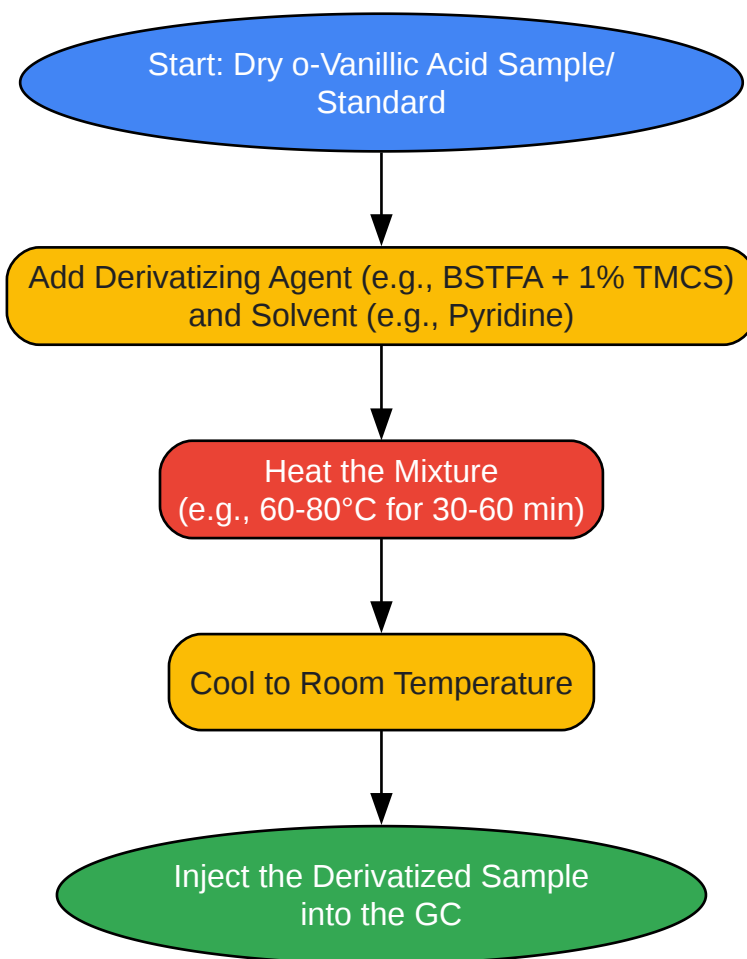 Start: Dry o-Vanillic Acid Sample/
Standard
Add Derivatizing Agent (e.g., BSTFA + 1% TMCS)
and Solvent (e.g., Pyridine)
Heat the Mixture
(e.g., 60-80°C for 30-60 min)
Cool to Room Temperature
Inject the Derivatized Sample
into the GC